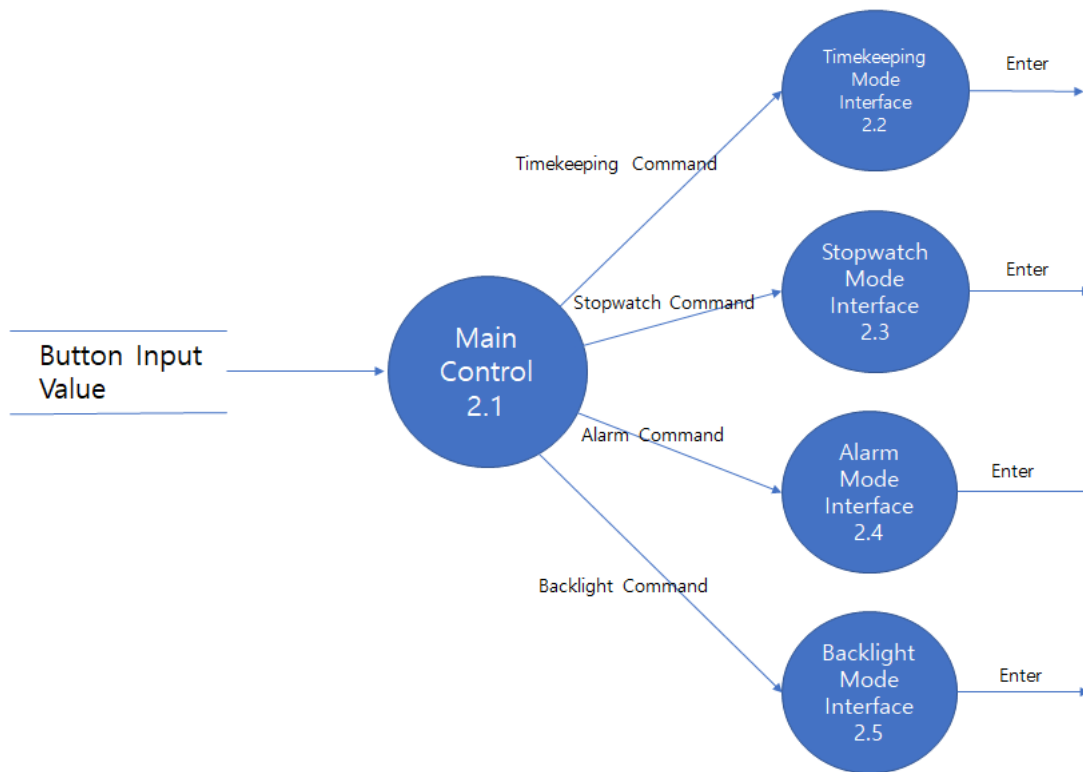 Timekeeping
Mode
Interface
2.2
Enter
Timekeeping Command
Stopwatch
Mode
Interface
2.3
Enter
Stopwatch Command
Button Input
Value
Main
Control
2.1
Alarm Command
Alarm
Mode
Interface
2.4
Enter
Backlight Command
Backlight
Mode
Interface
2.5
Enter